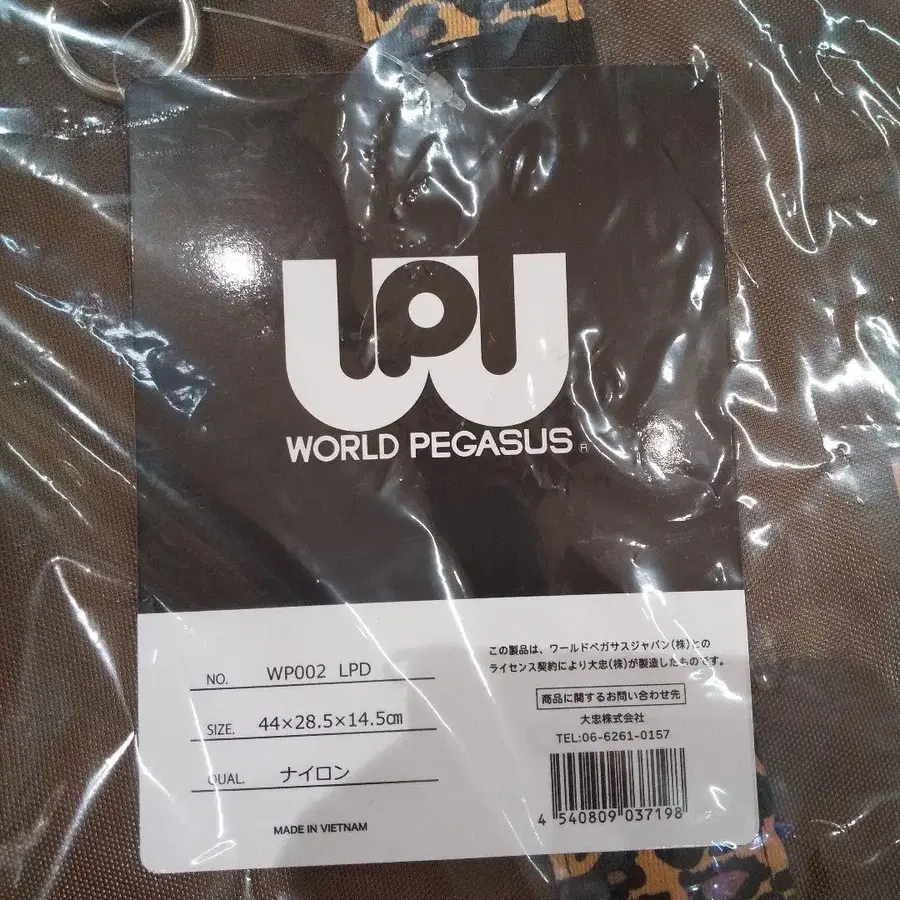 WP
WORLD PEGASUS®
NO. WP002 LPD
SIZE. 44×28.5×14.5cm
QUAL. ナイロン
MADE IN VIETNAM
この製品は、ワールドペガサスジャパン(株)との
ライセンス契約により大忠(株)が製造したものです。
商品に関するお問い合わせ先
大忠株式会社
TEL:06-6261-0157
4 540809 037198